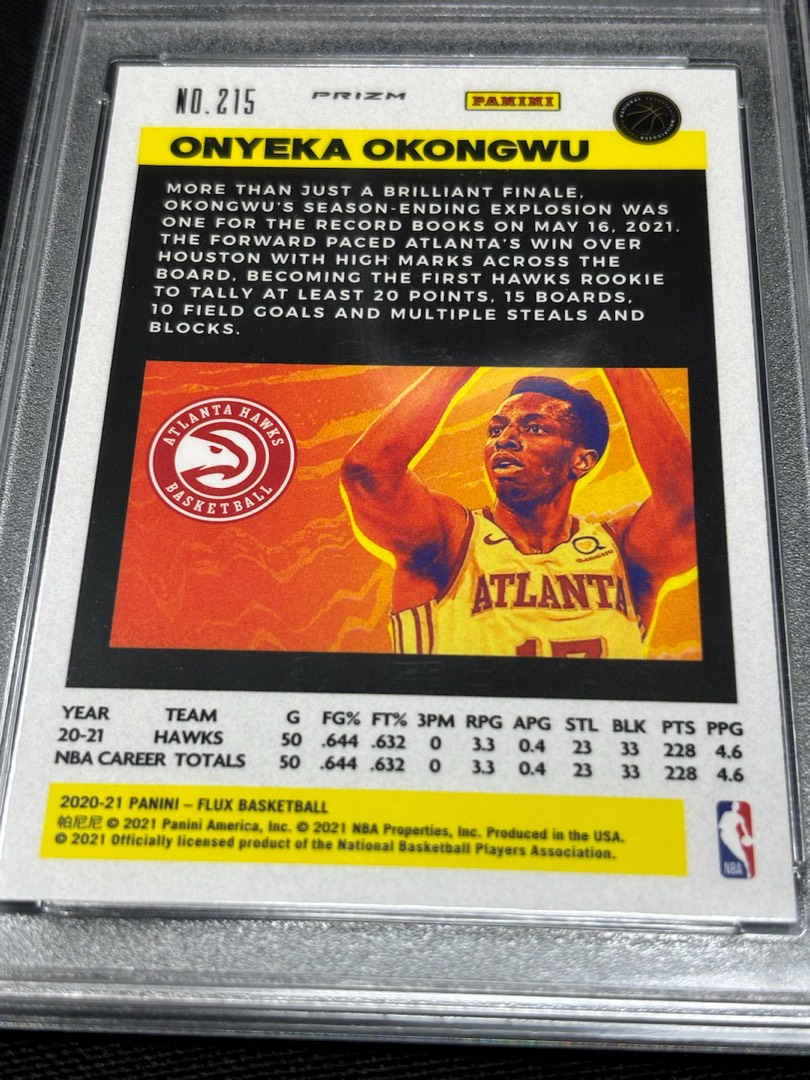 NO.215 PRIZM PANINI
NATIONAL BASKETBALL ASSOCIATION
ONYEKA OKONGWU
MORE THAN JUST A BRILLIANT FINALE,
OKONGWU'S SEASON-ENDING EXPLOSION WAS
ONE FOR THE RECORD BOOKS ON MAY 16, 2021.
THE FORWARD PACED ATLANTA'S WIN OVER
HOUSTON WITH HIGH MARKS ACROSS THE
BOARD, BECOMING THE FIRST HAWKS ROOKIE
TO TALLY AT LEAST 20 POINTS, 15 BOARDS,
10 FIELD GOALS AND MULTIPLE STEALS AND
BLOCKS.
ATLANTA HAWKS
BASKETBALL
ATLANTA
17
YEAR TEAM G FG% FT% 3PM RPG APG STL BLK PTS PPG
20-21 HAWKS 50 .644 .632 0 3.3 0.4 23 33 228 4.6
NBA CAREER TOTALS 50 .644 .632 0 3.3 0.4 23 33 228 4.6
2020-21 PANINI – FLUX BASKETBALL
帕尼尼 © 2021 Panini America, Inc. © 2021 NBA Properties, Inc. Produced in the USA.
© 2021 Officially licensed product of the National Basketball Players Association.
NBA